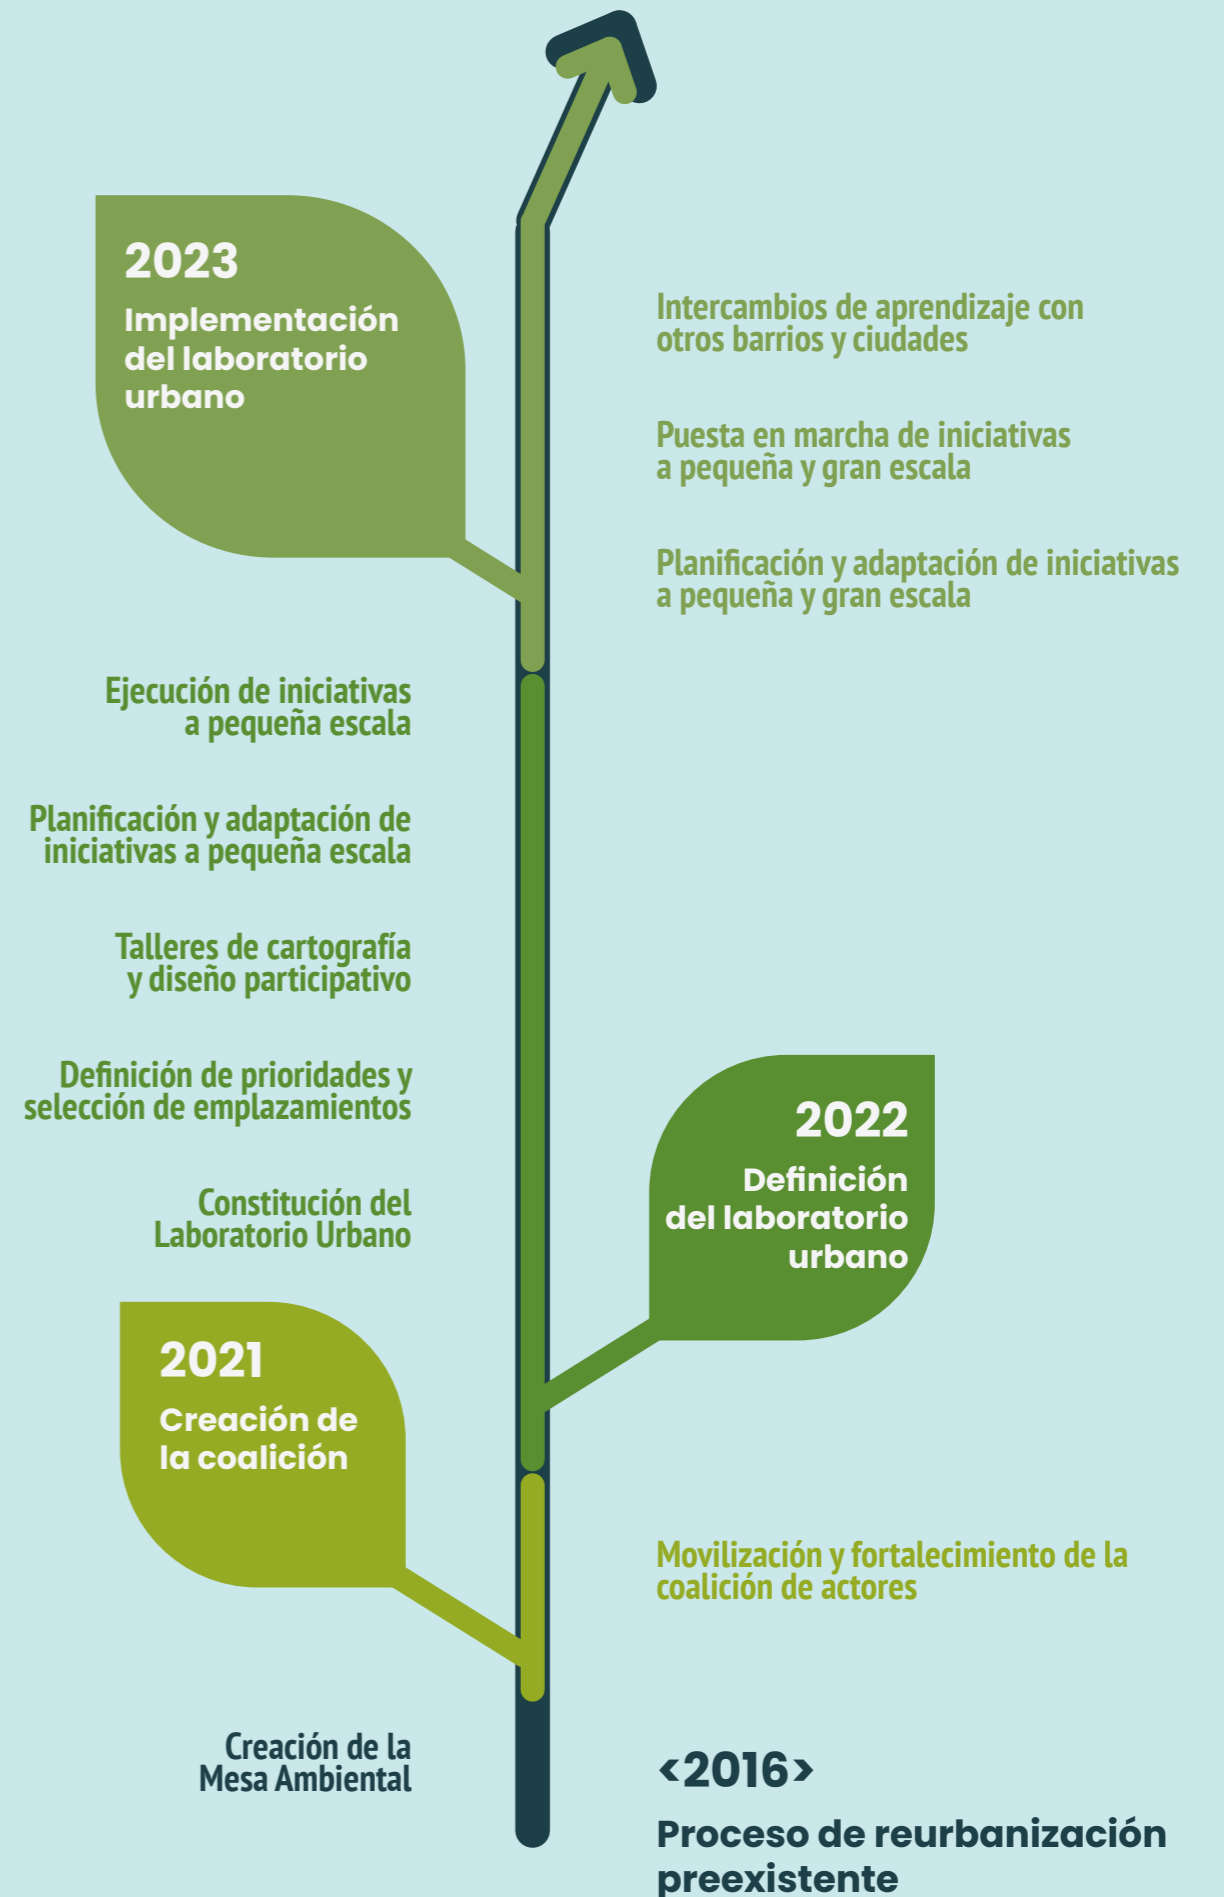 2023
Implementación
del laboratorio
urbano
Intercambios de aprendizaje con
otros barrios y ciudades
Puesta en marcha de iniciativas
a pequeña y gran escala
Planificación y adaptación de iniciativas
a pequeña y gran escala
Ejecución de iniciativas
a pequeña escala
Planificación y adaptación de
iniciativas a pequeña escala
Talleres de cartografía
y diseño participativo
Definición de prioridades y
selección de emplazamientos
Constitución del
Laboratorio Urbano
2022
Definición
del laboratorio
urbano
2021
Creación de
la coalición
Movilización y fortalecimiento de la
coalición de actores
Creación de la
Mesa Ambiental
<2016>
Proceso de reurbanización
preexistente